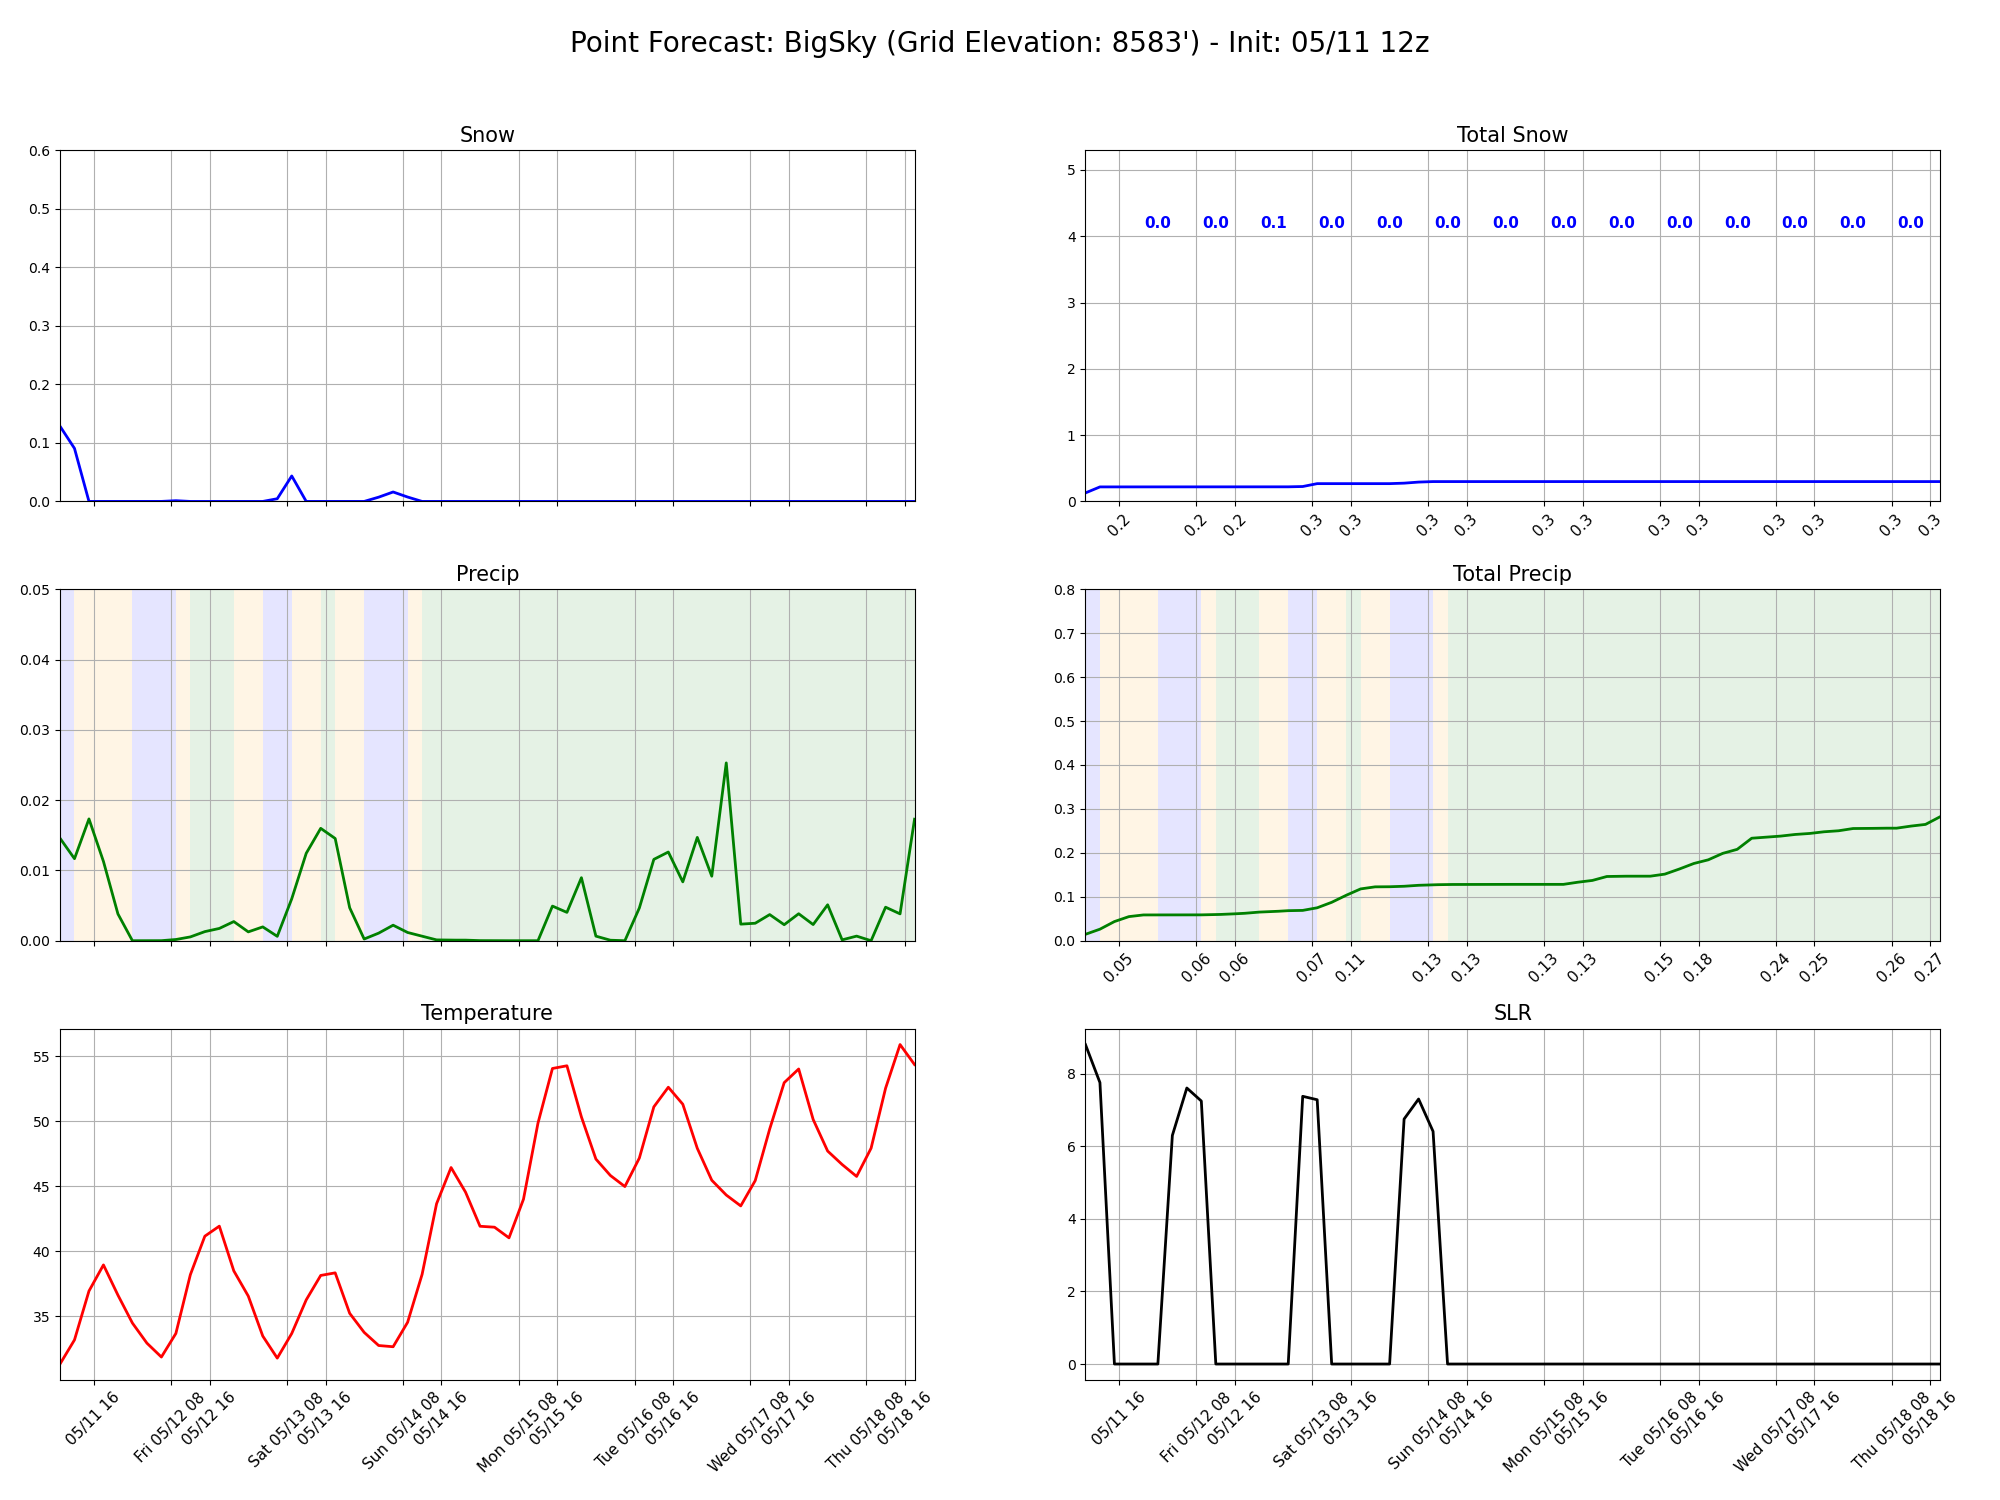 Point Forecast: BigSky (Grid Elevation: 8583') - Init: 05/11 12z
Snow
0.6
0.5
0.4
0.3
0.2
0.1
0.0
Total Snow
5
4
3
2
1
0
0.0 0.0 0.1 0.0 0.0 0.0 0.0 0.0 0.0 0.0 0.0 0.0 0.0 0.0
0.2 0.2 0.2 0.3 0.3 0.3 0.3 0.3 0.3 0.3 0.3 0.3 0.3 0.3 0.3
Precip
0.05
0.04
0.03
0.02
0.01
0.00
Total Precip
0.8
0.7
0.6
0.5
0.4
0.3
0.2
0.1
0.0
0.05 0.06 0.06 0.07 0.11 0.13 0.13 0.13 0.13 0.15 0.18 0.24 0.25 0.26 0.27
Temperature
55
50
45
40
35
05/11 16
Fri 05/12 08
05/12 16
Sat 05/13 08
05/13 16
Sun 05/14 08
05/14 16
Mon 05/15 08
05/15 16
Tue 05/16 08
05/16 16
Wed 05/17 08
05/17 16
Thu 05/18 08
05/18 16
SLR
8
6
4
2
0
05/11 16
Fri 05/12 08
05/12 16
Sat 05/13 08
05/13 16
Sun 05/14 08
05/14 16
Mon 05/15 08
05/15 16
Tue 05/16 08
05/16 16
Wed 05/17 08
05/17 16
Thu 05/18 08
05/18 16